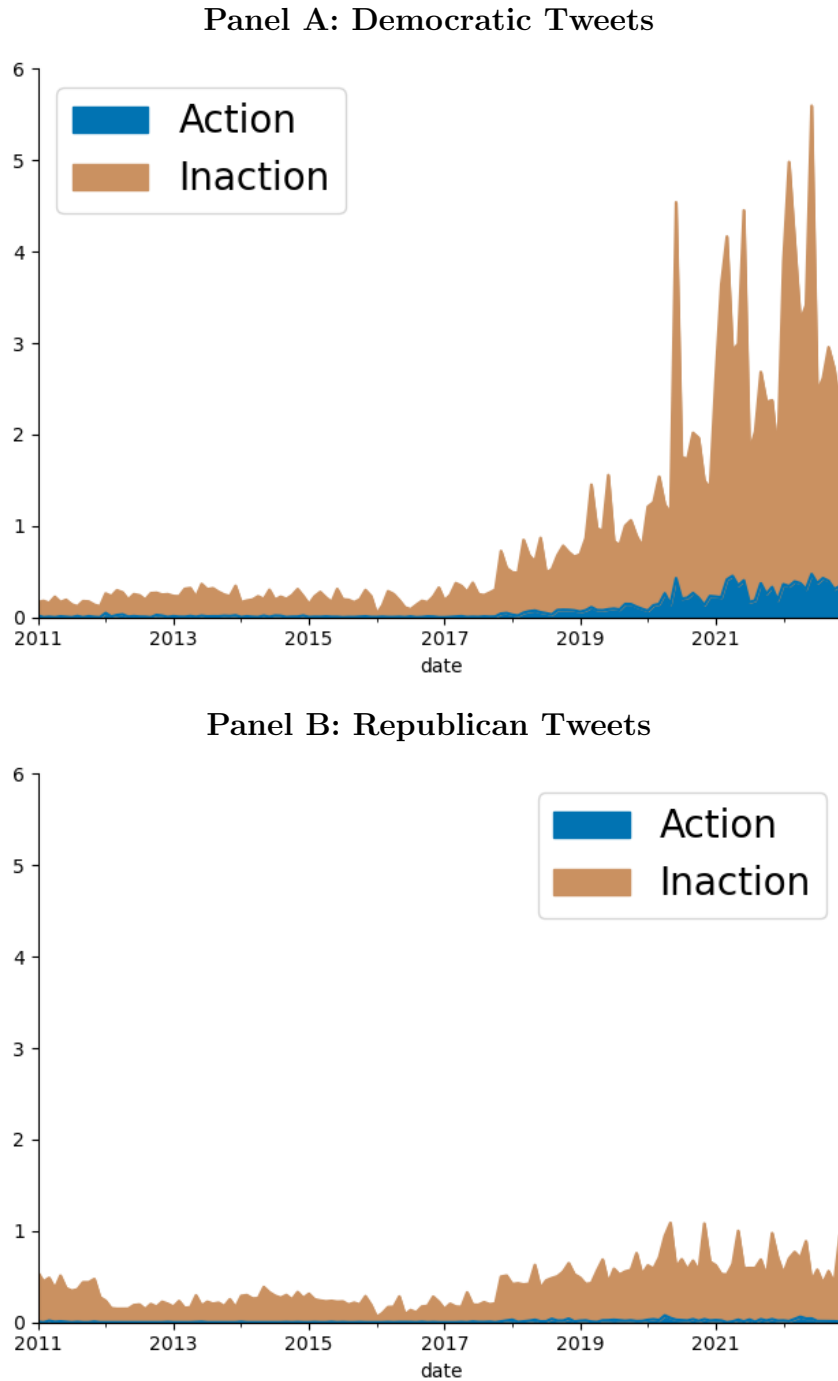 Panel A: Democratic Tweets
6
Action
5
Inaction
4
3
2
1
0
2011 2013 2015 2017 2019 2021
date
Panel B: Republican Tweets
6
Action
5
Inaction
4
3
2
1
0
2011 2013 2015 2017 2019 2021
date